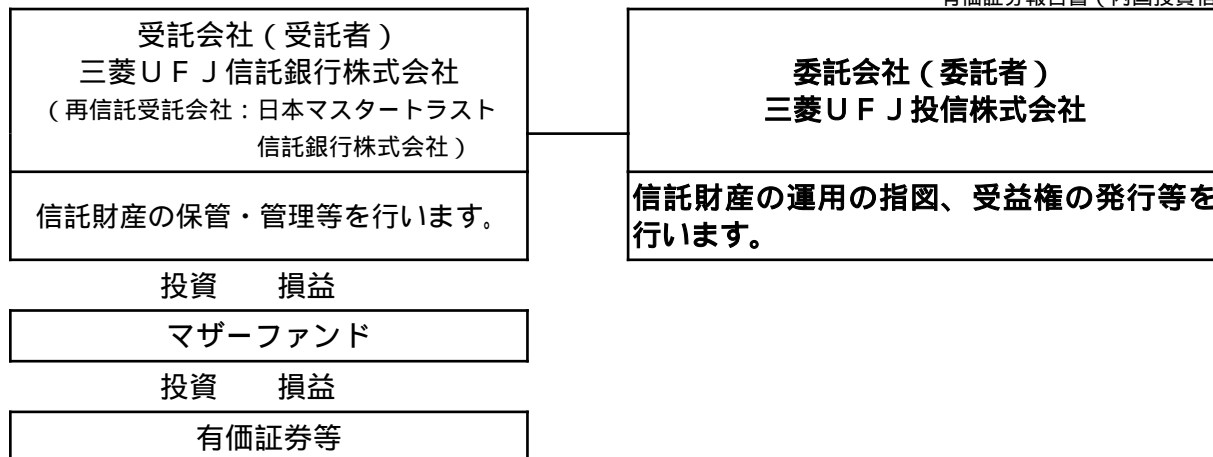 受託会社（受託者）
三菱ＵＦＪ信託銀行株式会社
（再信託受託会社：日本マスタートラスト
信託銀行株式会社）
信託財産の保管・管理等を行います。
委託会社（委託者）
三菱ＵＦＪ投信株式会社
信託財産の運用の指図、受益権の発行等を
行います。
投資　損益
マザーファンド
投資　損益
有価証券等